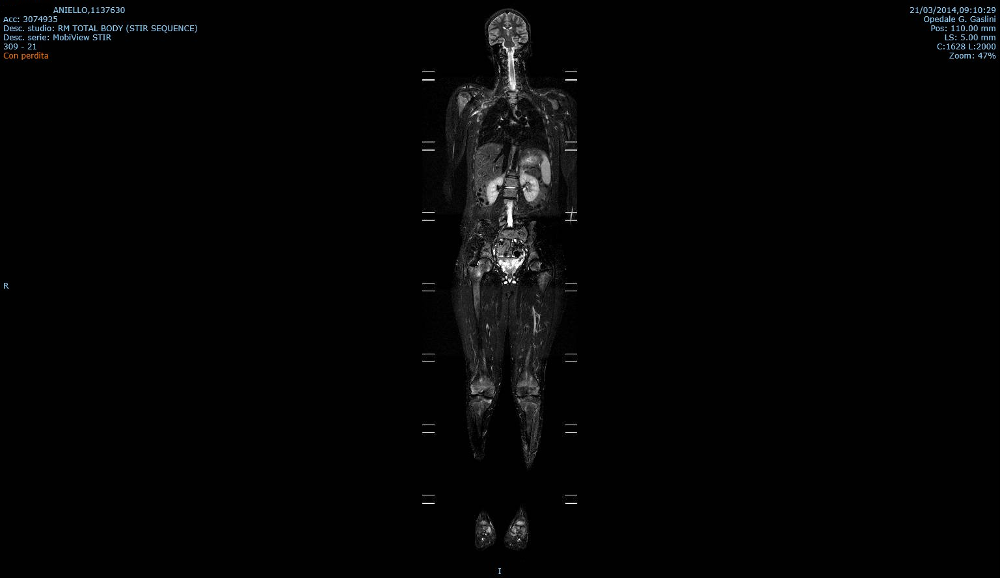 ANIELLO,1137630
Acc: 3074935
Desc. studio: RM TOTAL BODY (STIR SEQUENCE)
Desc. serie: MobiView STIR
309 - 21
Con perdita
21/03/2014,09:10:29
Opedale G. Gaslini
Pos: 110.00 mm
LS: 5.00 mm
C:1628 L:2000
Zoom: 47%
R
I